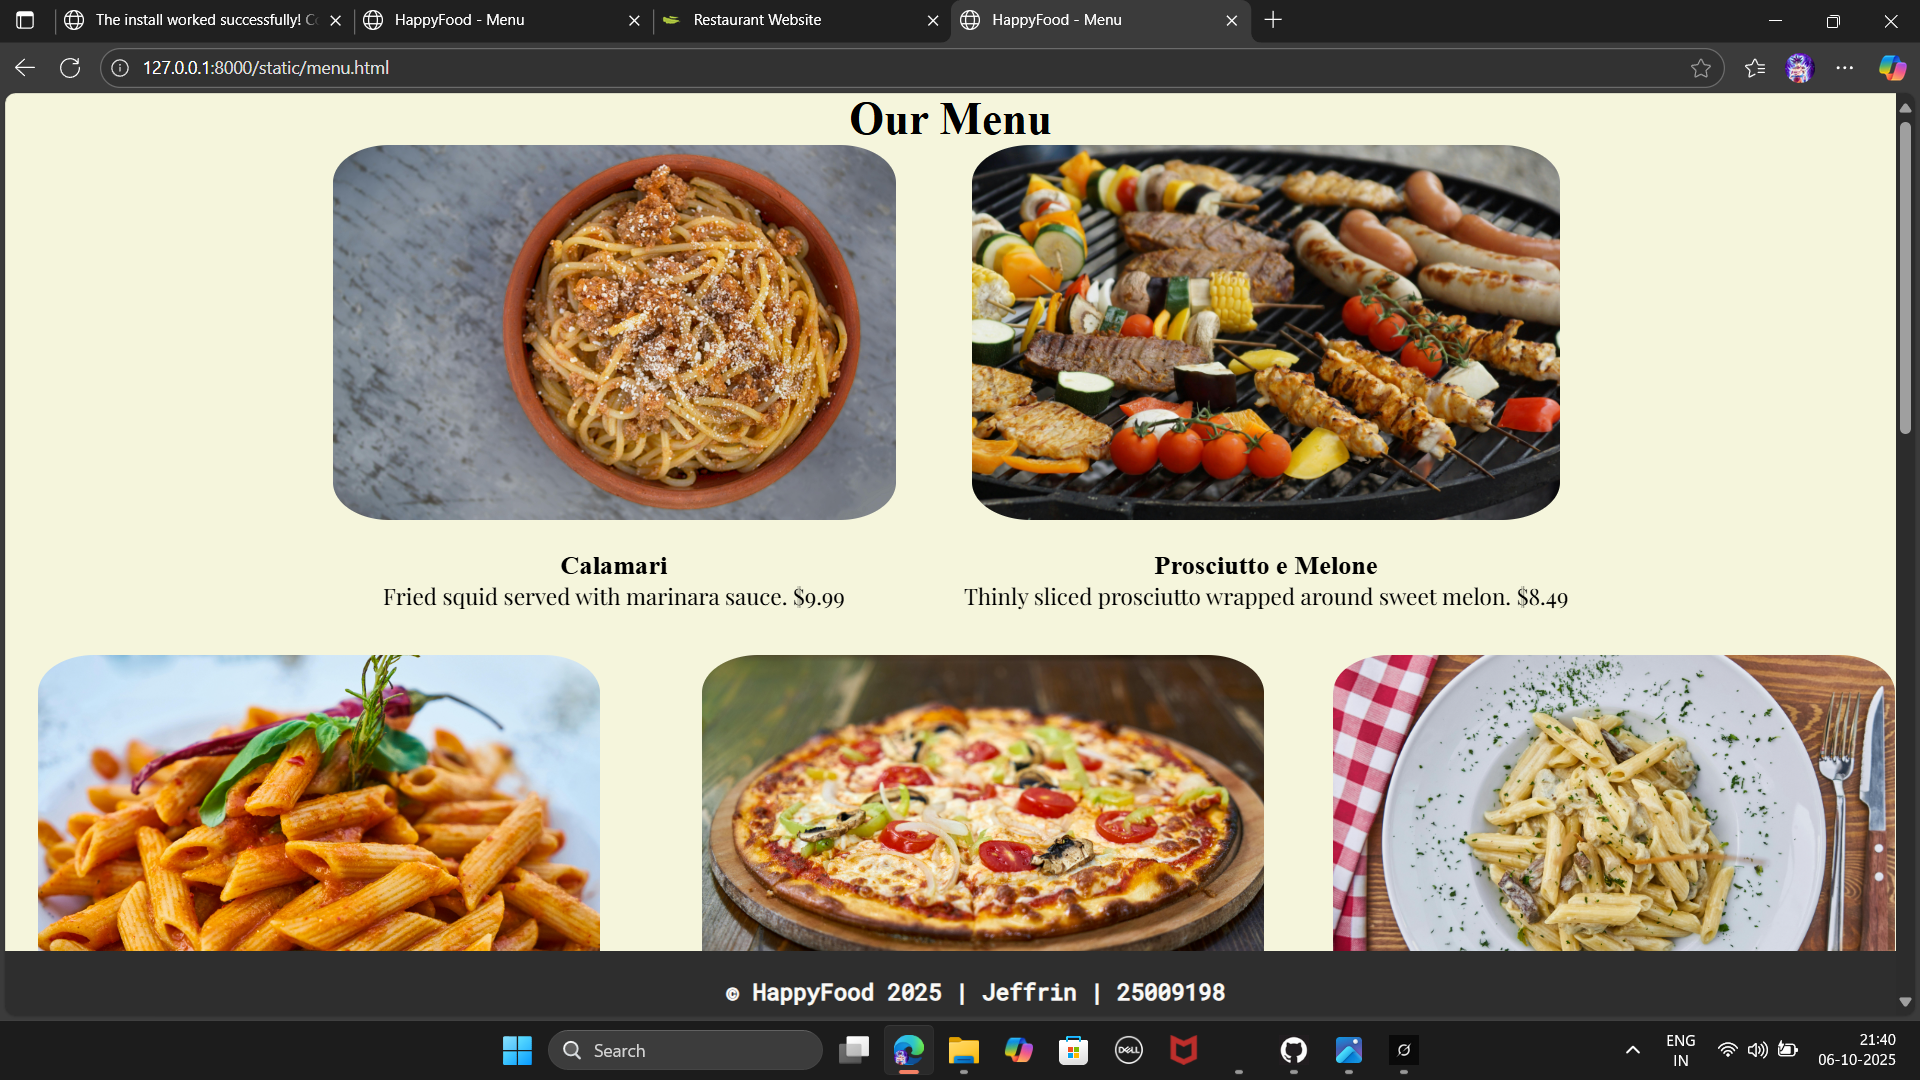 The install worked successfully! Co
HappyFood - Menu
Restaurant Website
HappyFood - Menu
127.0.0.1:8000/static/menu.html
Our Menu
Calamari
Fried squid served with marinara sauce. $9.99
Prosciutto e Melone
Thinly sliced prosciutto wrapped around sweet melon. $8.49
© HappyFood 2025 | Jeffrin | 25009198
Search
DELL
ENG
IN
21:40
06-10-2025